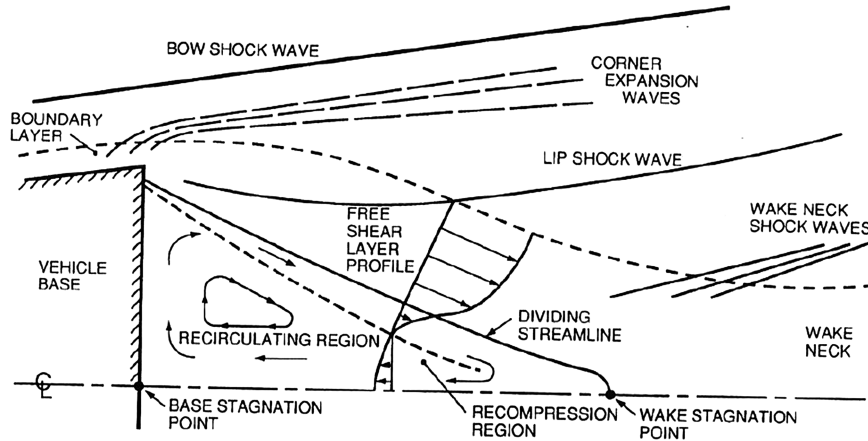 BOW SHOCK WAVE
CORNER
EXPANSION
WAVES
BOUNDARY
LAYER
LIP SHOCK WAVE
FREE
SHEAR
LAYER
PROFILE
WAKE NECK
SHOCK WAVES
VEHICLE
BASE
DIVIDING
STREAMLINE
RECIRCULATING REGION
WAKE
NECK
CL
BASE STAGNATION
POINT
RECOMPRESSION
REGION
WAKE STAGNATION
POINT